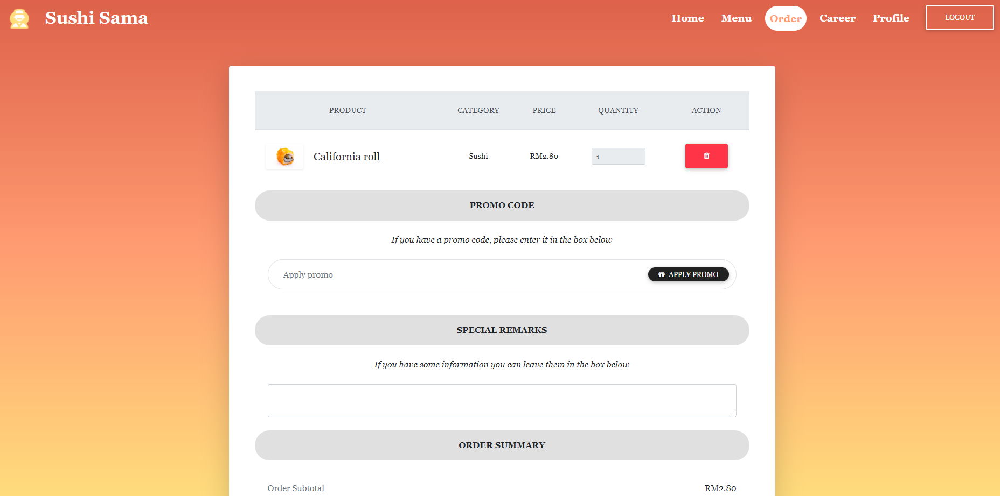 Sushi Sama
Home Menu Order Career Profile LOGOUT
PRODUCT CATEGORY PRICE QUANTITY ACTION
California roll Sushi RM2.80 1
PROMO CODE
If you have a promo code, please enter it in the box below
Apply promo APPLY PROMO
SPECIAL REMARKS
If you have some information you can leave them in the box below
ORDER SUMMARY
Order Subtotal RM2.80